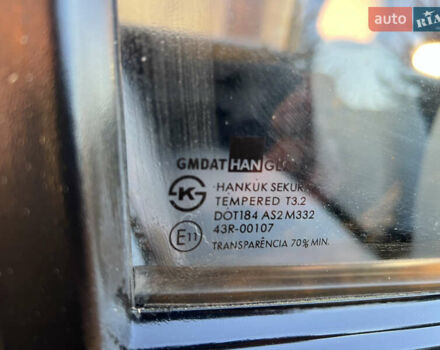 auto RIA
GMDAT HAN GL
HANKUK SEKUR
TEMPERED T3.2
DOT184 AS2 M332
43R-00107
E11
TRANSPARÊNCIA 70% MIN.